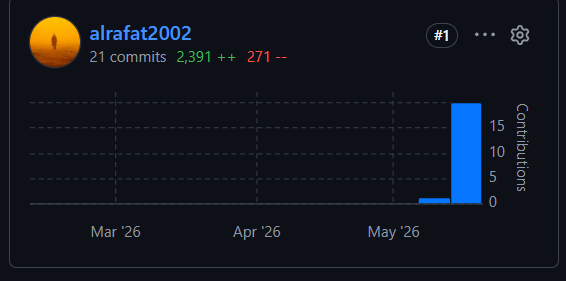 alrafat2002
#1
21 commits 2,391 ++ 271 --
15
10
5
0
Contributions
Mar '26
Apr '26
May '26